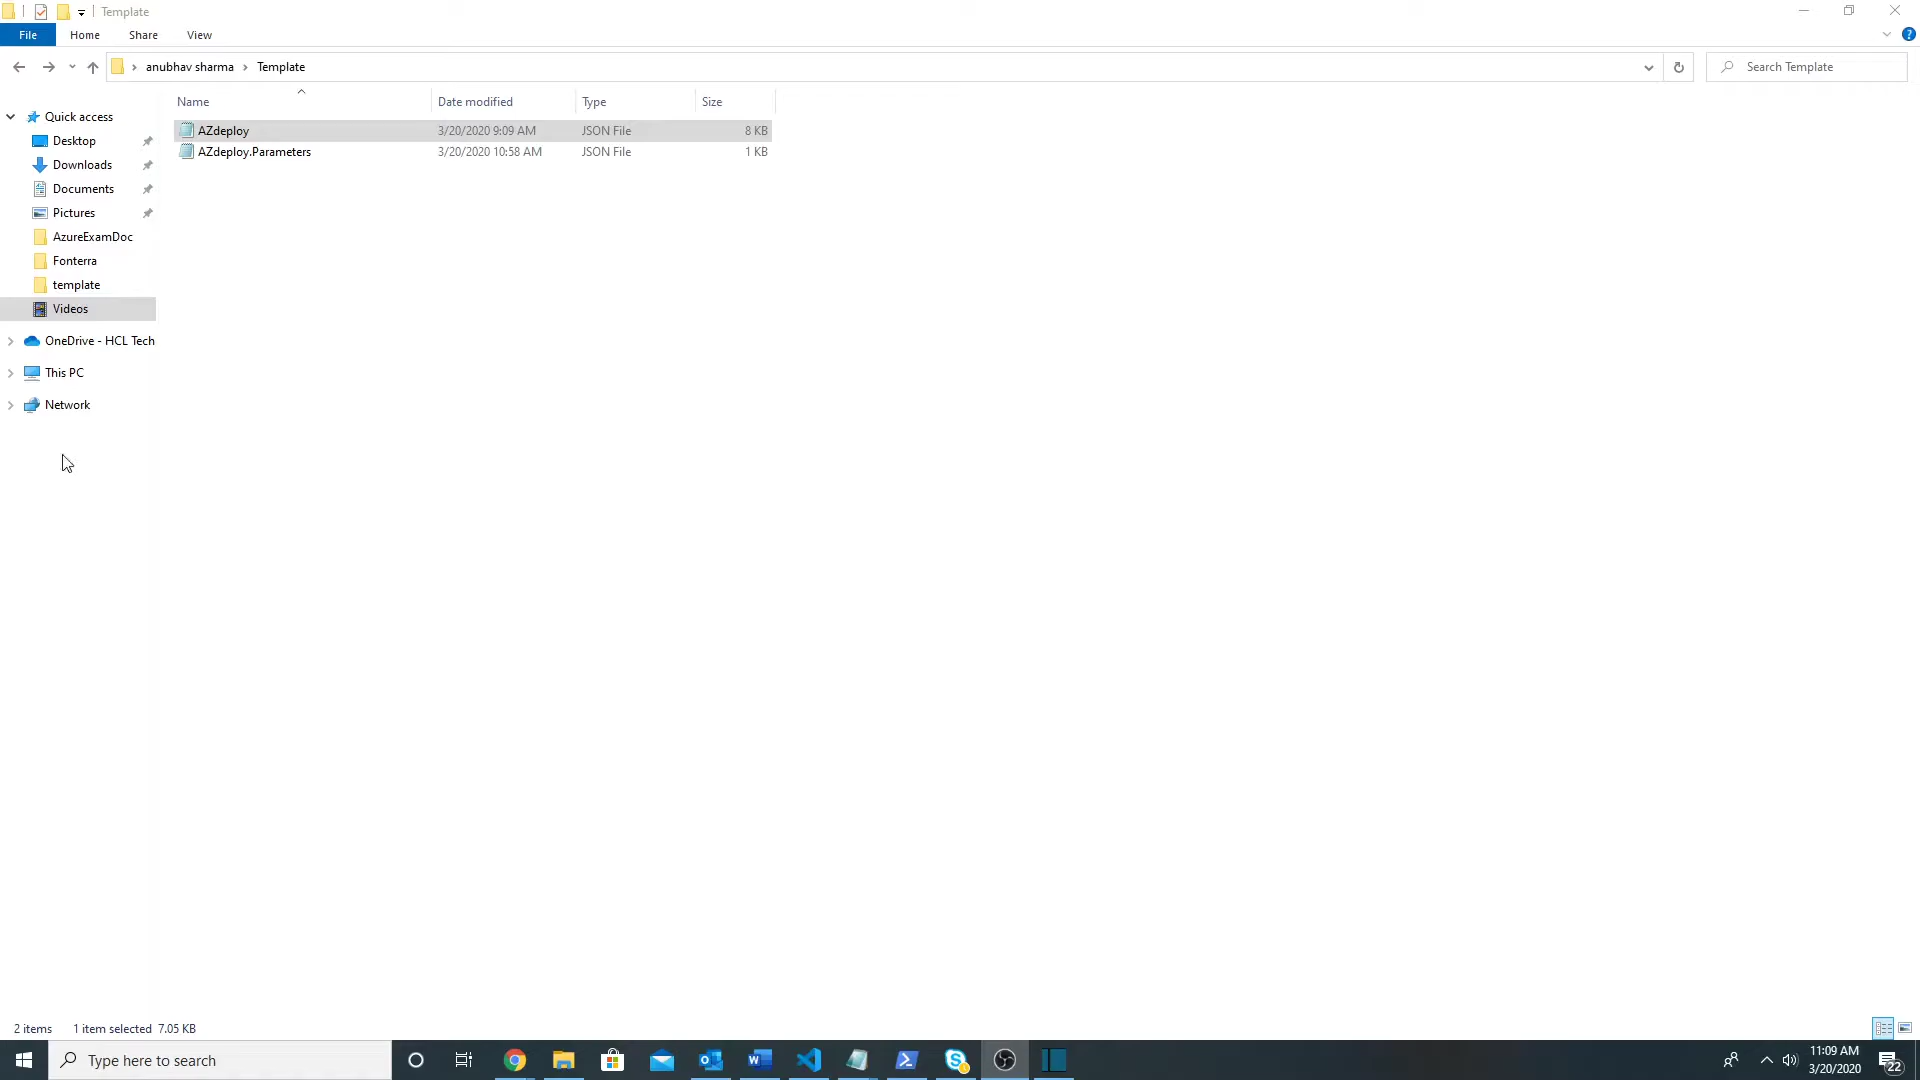 Template
File Home Share View
anubhav sharma Template
Search Template
Name Date modified Type Size
Quick access
Desktop
Downloads
Documents
Pictures
AzureExamDoc
Fonterra
template
Videos
OneDrive - HCL Tech
This PC
Network
AZdeploy 3/20/2020 9:09 AM JSON File 8 KB
AZdeploy.Parameters 3/20/2020 10:58 AM JSON File 1 KB
2 items 1 item selected 7.05 KB
Type here to search
11:09 AM
3/20/2020
22